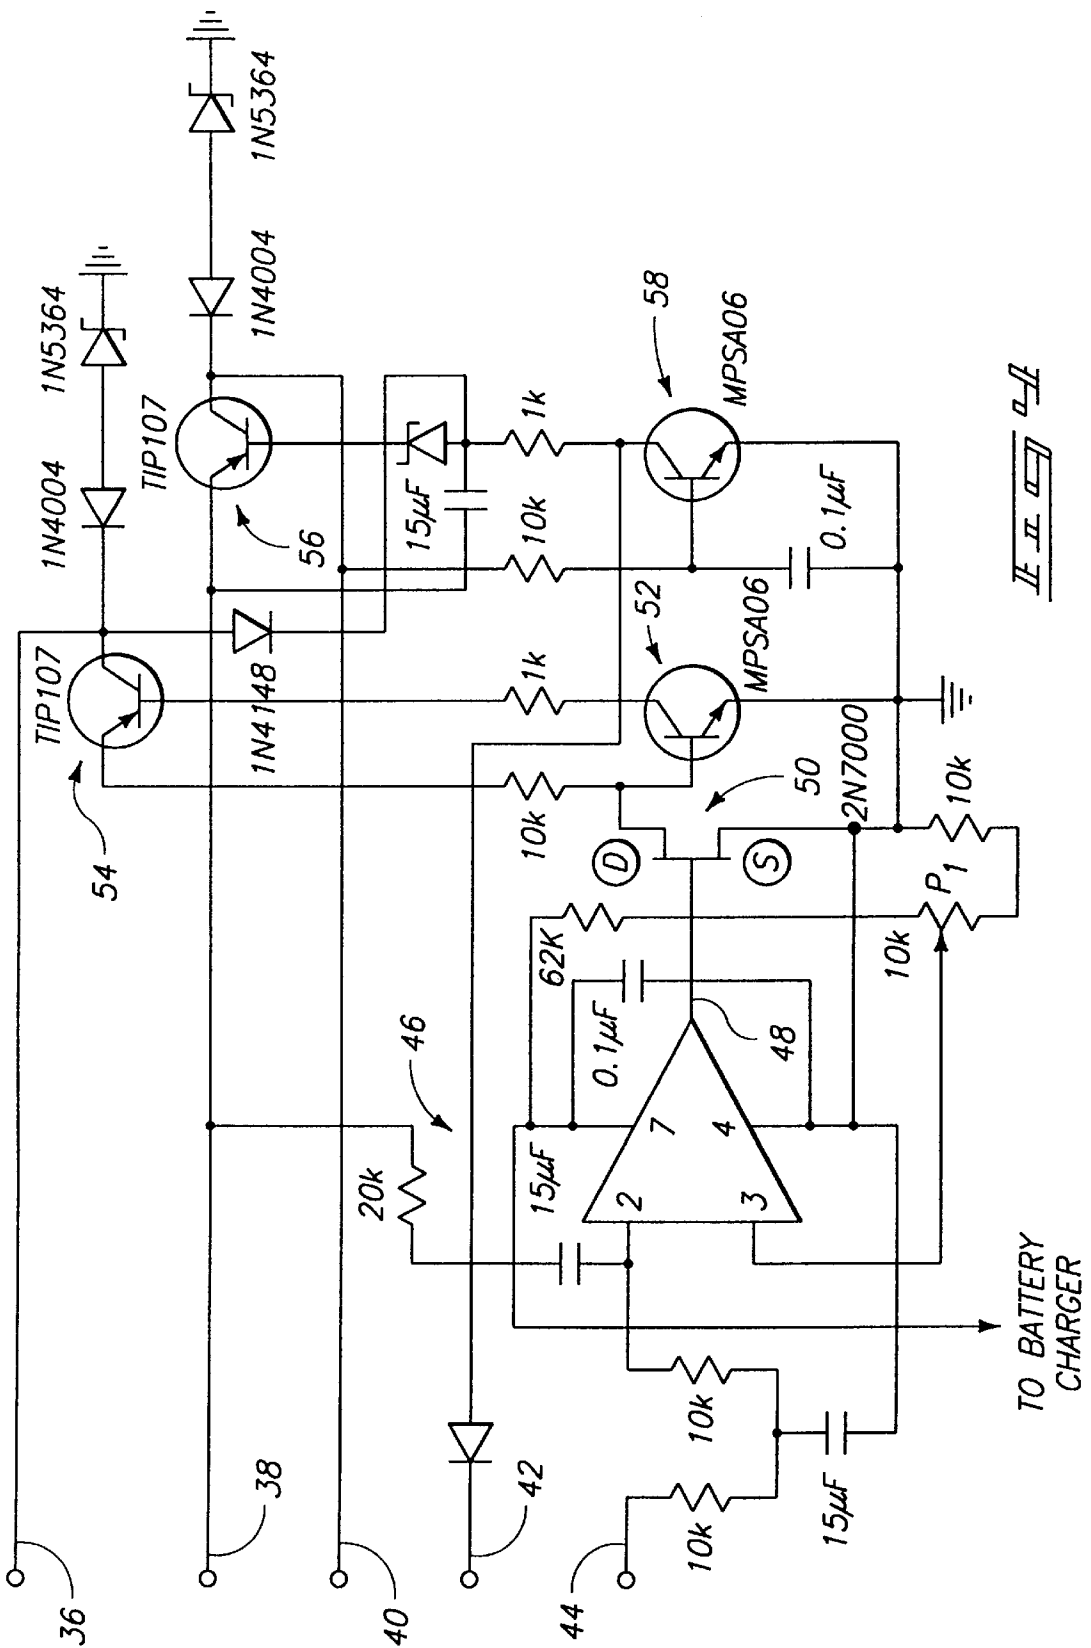 36
38
40
42
44
TIP107
54
1N4004
1N5364
TIP107
56
1N4004
1N5364
1N4148
15µF
20k
46
10k
1k
10k
1k
52
MPSA06
58
MPSA06
0.1µF
50
2N7000
D
S
62K
0.1µF
15µF
2
7
3
4
48
10k
10k
15µF
10k
P1
10k
TO BATTERY
CHARGER
Fig 4